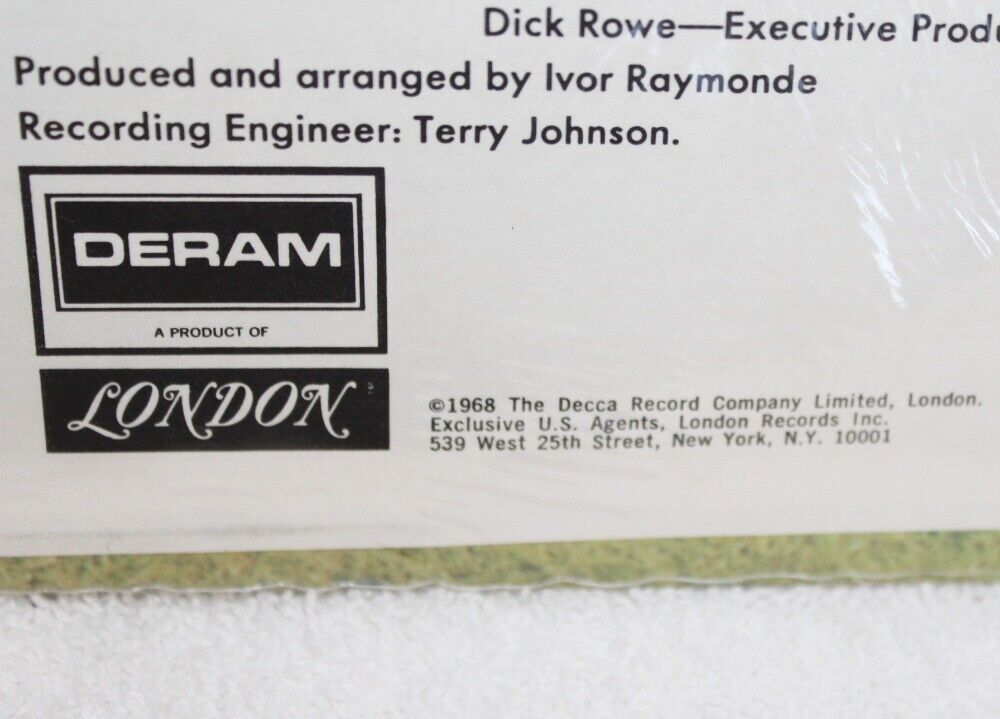 Dick Rowe—Executive Produ
Produced and arranged by Ivor Raymonde
Recording Engineer: Terry Johnson.
DERAM
A PRODUCT OF
LONDON
©1968 The Decca Record Company Limited, London.
Exclusive U.S. Agents, London Records Inc.
539 West 25th Street, New York, N.Y. 10001